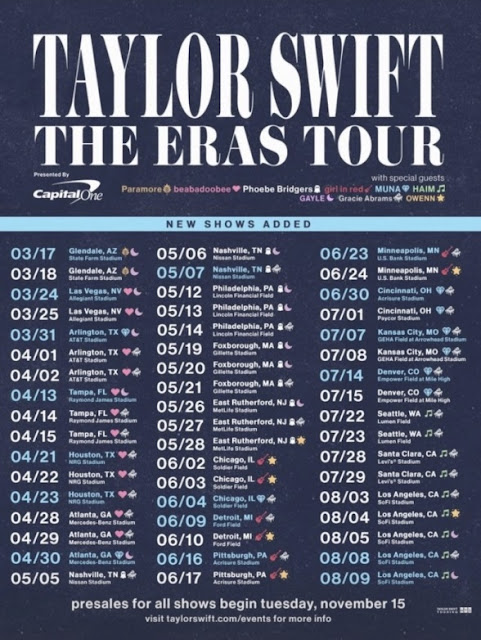 TAYLOR SWIFT
THE ERAS TOUR
Presented By
Capital One
with special guests
Paramore beabadoobee Phoebe Bridgers girl in red MUNA HAIM
GAYLE Gracie Abrams OWENN
NEW SHOWS ADDED
03/17 Glendale, AZ
State Farm Stadium
03/18 Glendale, AZ
State Farm Stadium
03/24 Las Vegas, NV
Allegiant Stadium
03/25 Las Vegas, NV
Allegiant Stadium
03/31 Arlington, TX
AT&T Stadium
04/01 Arlington, TX
AT&T Stadium
04/02 Arlington, TX
AT&T Stadium
04/13 Tampa, FL
Raymond James Stadium
04/14 Tampa, FL
Raymond James Stadium
04/15 Tampa, FL
Raymond James Stadium
04/21 Houston, TX
NRG Stadium
04/22 Houston, TX
NRG Stadium
04/23 Houston, TX
NRG Stadium
04/28 Atlanta, GA
Mercedes-Benz Stadium
04/29 Atlanta, GA
Mercedes-Benz Stadium
04/30 Atlanta, GA
Mercedes-Benz Stadium
05/05 Nashville, TN
Nissan Stadium
05/06 Nashville, TN
Nissan Stadium
05/07 Nashville, TN
Nissan Stadium
05/12 Philadelphia, PA
Lincoln Financial Field
05/13 Philadelphia, PA
Lincoln Financial Field
05/14 Philadelphia, PA
Lincoln Financial Field
05/19 Foxborough, MA
Gillette Stadium
05/20 Foxborough, MA
Gillette Stadium
05/21 Foxborough, MA
Gillette Stadium
05/26 East Rutherford, NJ
MetLife Stadium
05/27 East Rutherford, NJ
MetLife Stadium
05/28 East Rutherford, NJ
MetLife Stadium
06/02 Chicago, IL
Soldier Field
06/03 Chicago, IL
Soldier Field
06/04 Chicago, IL
Soldier Field
06/09 Detroit, MI
Ford Field
06/10 Detroit, MI
Ford Field
06/16 Pittsburgh, PA
Acrisure Stadium
06/17 Pittsburgh, PA
Acrisure Stadium
06/23 Minneapolis, MN
U.S. Bank Stadium
06/24 Minneapolis, MN
U.S. Bank Stadium
06/30 Cincinnati, OH
Acrisure Stadium
07/01 Cincinnati, OH
Paycor Stadium
07/07 Kansas City, MO
GEHA Field at Arrowhead Stadium
07/08 Kansas City, MO
GEHA Field at Arrowhead Stadium
07/14 Denver, CO
Empower Field at Mile High
07/15 Denver, CO
Empower Field at Mile High
07/22 Seattle, WA
Lumen Field
07/23 Seattle, WA
Lumen Field
07/28 Santa Clara, CA
Levi's® Stadium
07/29 Santa Clara, CA
Levi's® Stadium
08/03 Los Angeles, CA
SoFi Stadium
08/04 Los Angeles, CA
SoFi Stadium
08/05 Los Angeles, CA
SoFi Stadium
08/08 Los Angeles, CA
SoFi Stadium
08/09 Los Angeles, CA
SoFi Stadium
presales for all shows begin tuesday, november 15
visit taylorswift.com/events for more info